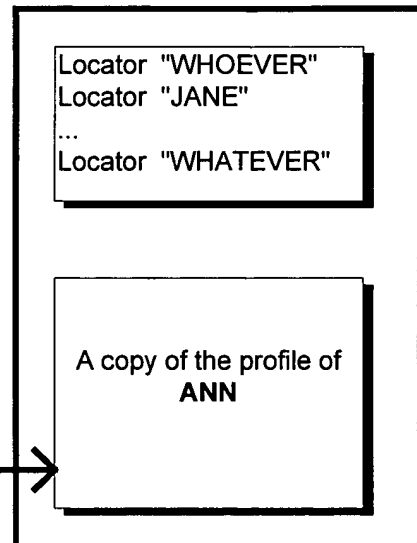 Locator "WHOEVER"
Locator "JANE"
...
Locator "WHATEVER"
A copy of the profile of
ANN